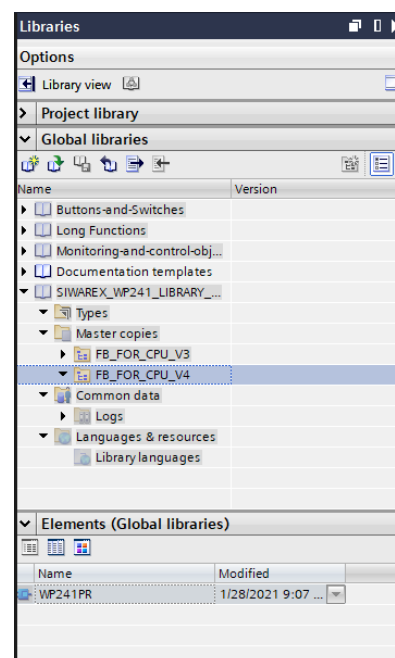 Libraries
Options
Library view
Project library
Global libraries
Name Version
Buttons-and-Switches
Long Functions
Monitoring-and-control-obj...
Documentation templates
SIWAREX_WP241_LIBRARY_...
Types
Master copies
FB_FOR_CPU_V3
FB_FOR_CPU_V4
Common data
Logs
Languages & resources
Library languages
Elements (Global libraries)
Name Modified
WP241PR 1/28/2021 9:07 ...